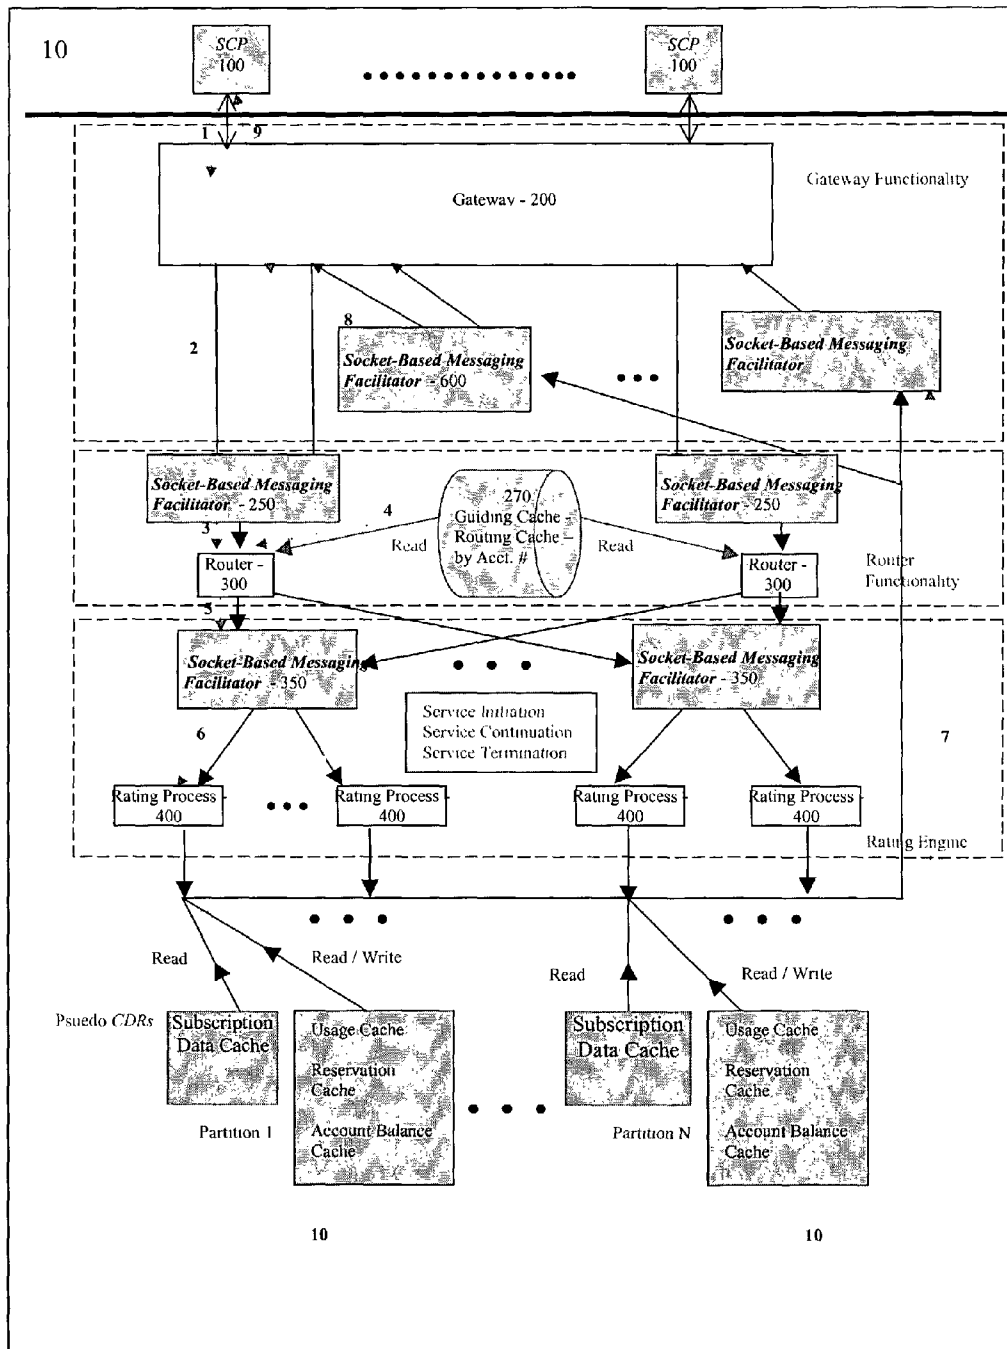 10
SCP
100
SCP
100
1
9
Gateway - 200
Gateway Functionality
2
8
Socket-Based Messaging
Facilitator - 600
Socket-Based Messaging
Facilitator
Socket-Based Messaging
Facilitator - 250
3
4
Read
270
Guiding Cache –
Routing Cache –
by Acct. #
Read
Socket-Based Messaging
Facilitator - 250
Router -
300
Router -
300
Router
Functionality
5
Socket-Based Messaging
Facilitator - 350
Socket-Based Messaging
Facilitator - 350
Service Initiation
Service Continuation
Service Termination
6
7
Rating Process -
400
Rating Process -
400
Rating Process -
400
Rating Process -
400
Rating Engine
Read
Read / Write
Read
Read / Write
Psuedo CDRs
Subscription
Data Cache
Usage Cache
Reservation
Cache
Account Balance
Cache
Subscription
Data Cache
Usage Cache
Reservation
Cache
Account Balance
Cache
Partition 1
Partition N
10
10